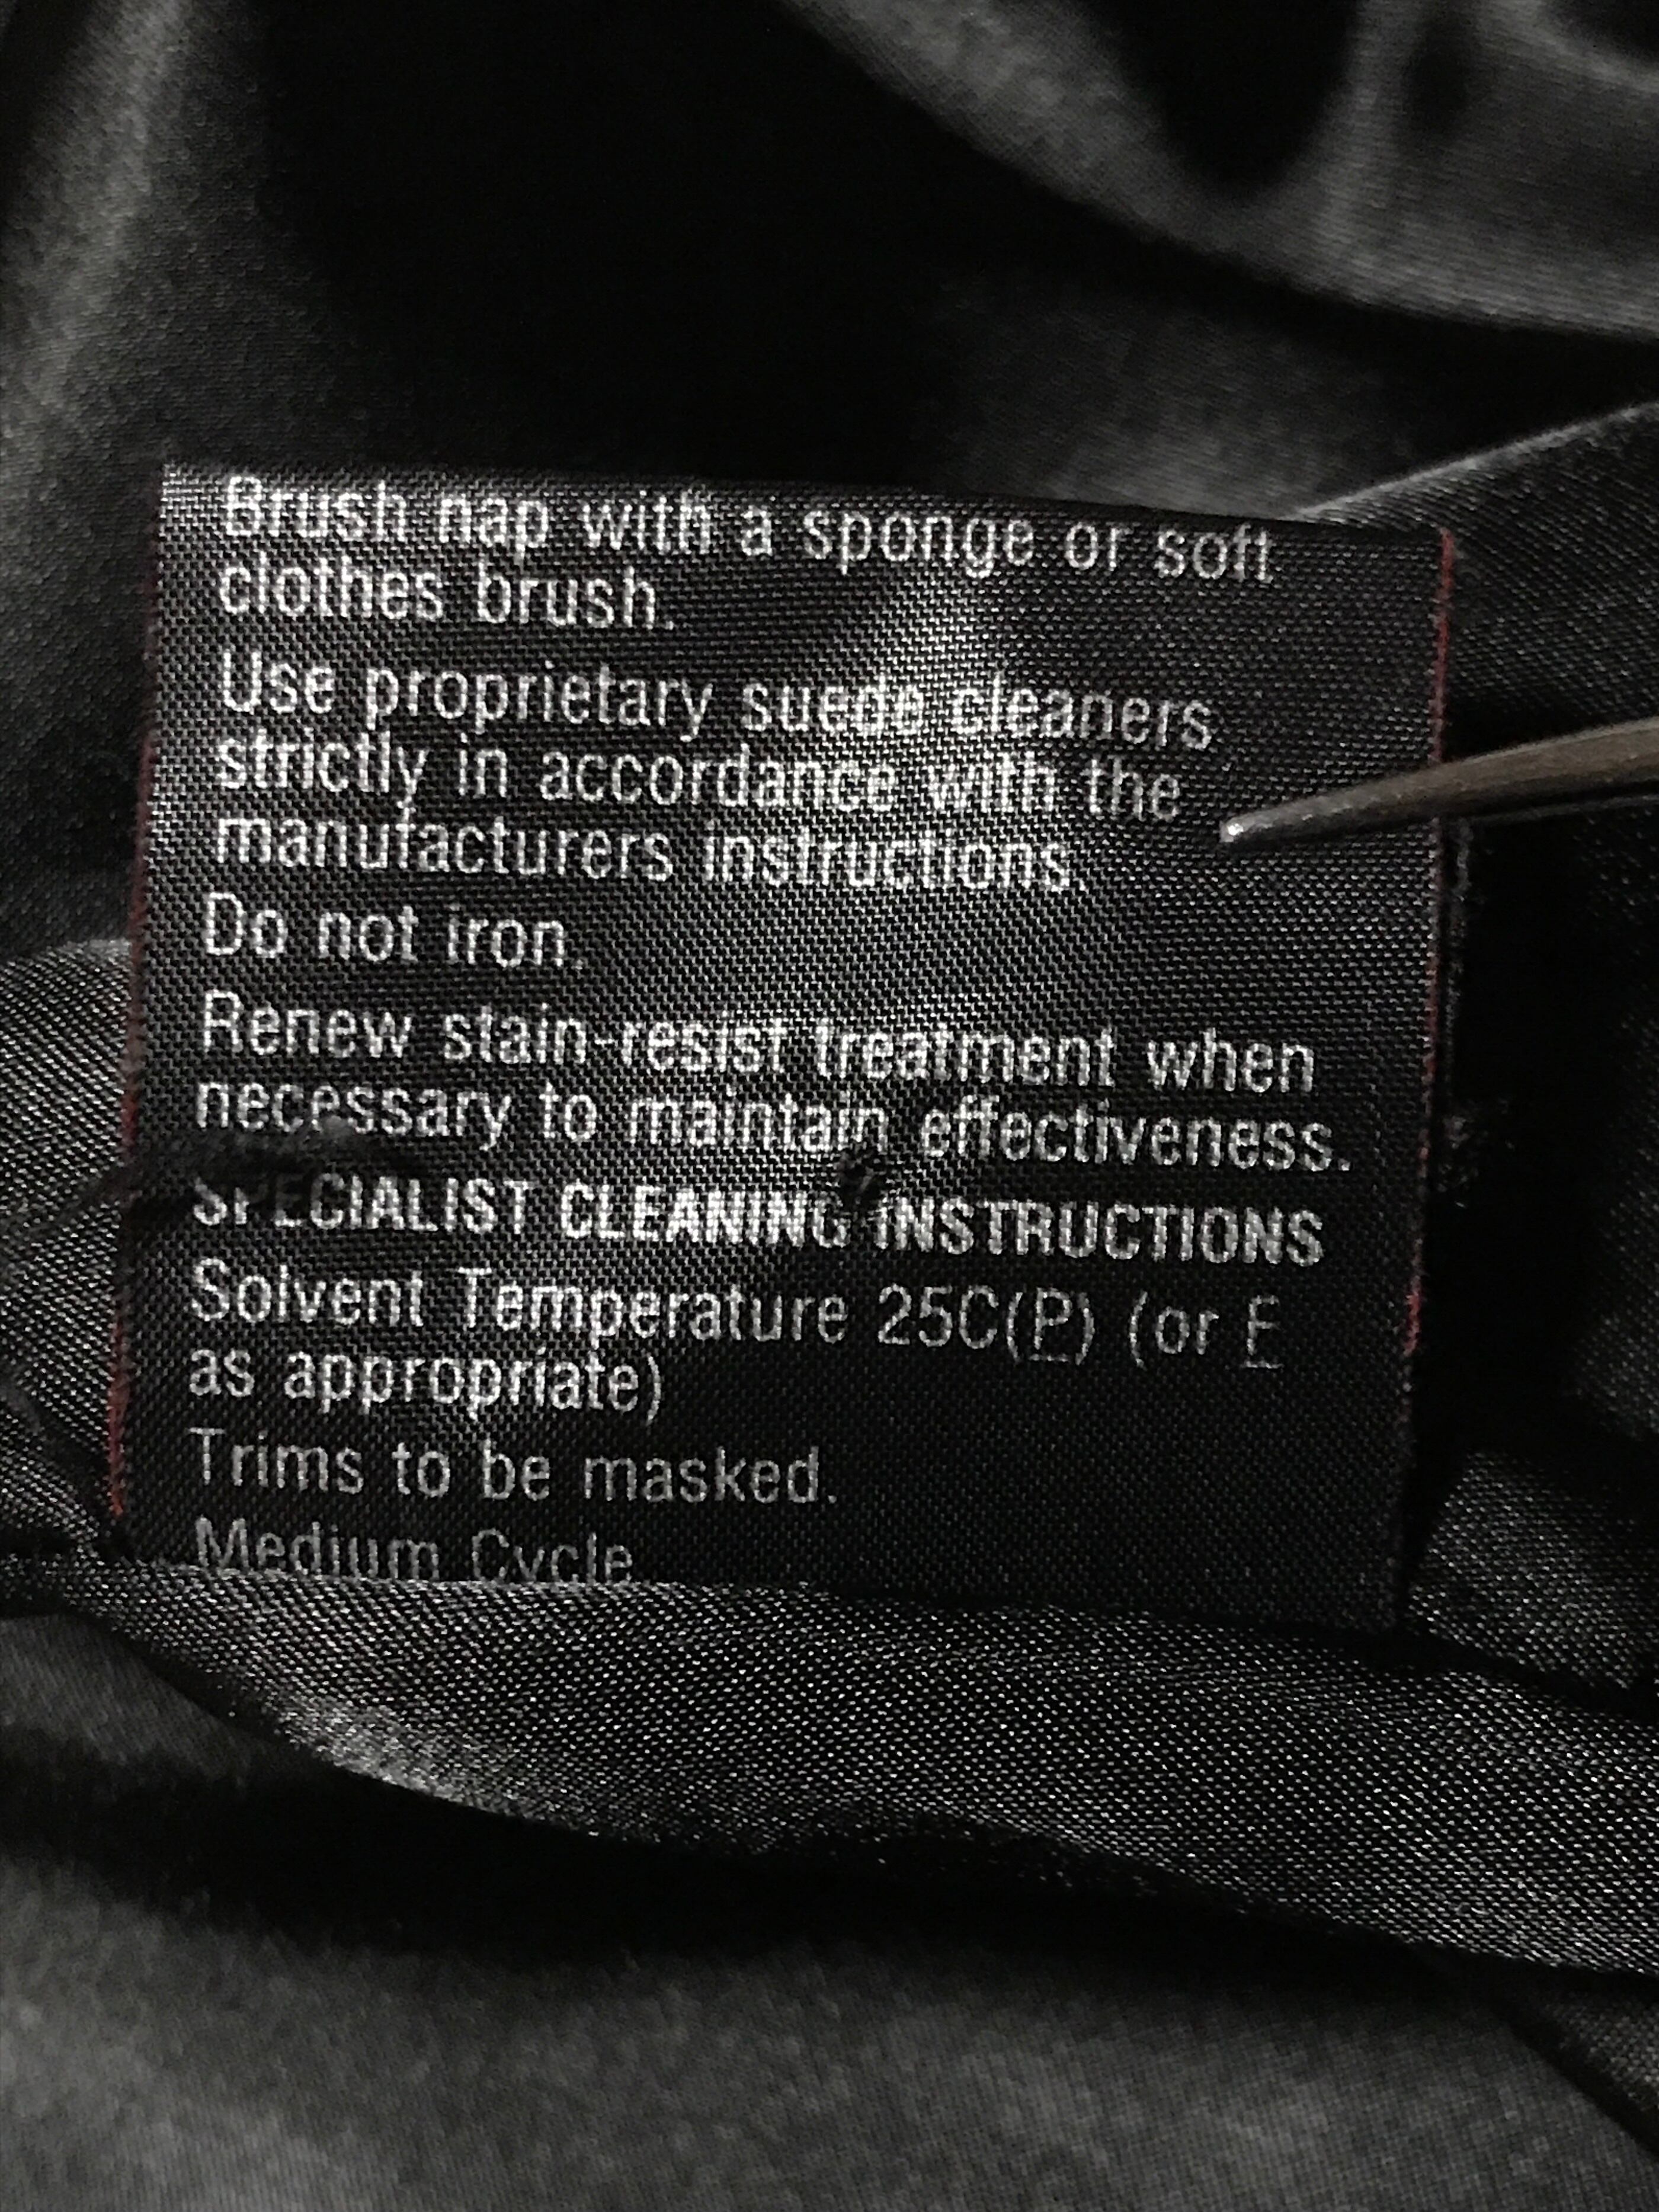 Brush nap with a sponge or soft
clothes brush.
Use proprietary suede cleaners
strictly in accordance with the
manufacturers instructions.
Do not iron.
Renew stain-resist treatment when
necessary to maintain effectiveness.
SPECIALIST CLEANING INSTRUCTIONS
Solvent Temperature 25C(P) (or F
as appropriate)
Trims to be masked.
Medium Cycle